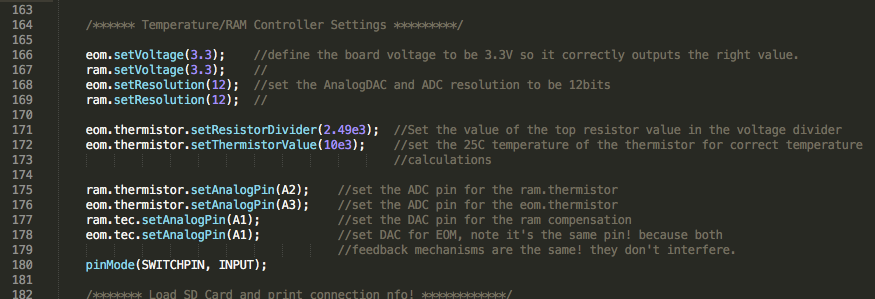 163
164 /****** Temperature/RAM Controller Settings *********/
165
166 eom.setVoltage(3.3); //define the board voltage to be 3.3V so it correctly outputs the right value.
167 ram.setVoltage(3.3); //
168 eom.setResolution(12); //set the AnalogDAC and ADC resolution to be 12bits
169 ram.setResolution(12); //
170
171 eom.thermistor.setResistorDivider(2.49e3); //Set the value of the top resistor value in the voltage divider
172 eom.thermistor.setThermistorValue(10e3); //set the 25C temperature of the thermistor for correct temperature
173 //calculations
174
175 ram.thermistor.setAnalogPin(A2); //set the ADC pin for the ram.thermistor
176 eom.thermistor.setAnalogPin(A3); //set the ADC pin for the eom.thermistor
177 ram.tec.setAnalogPin(A1); //set the DAC pin for the ram compensation
178 eom.tec.setAnalogPin(A1); //set DAC for EOM, note it's the same pin! because both
179 //feedback mechanisms are the same! they don't interfere.
180 pinMode(SWITCHPIN, INPUT);
181
182 /******* Load SD Card and print connection nfo! ************/